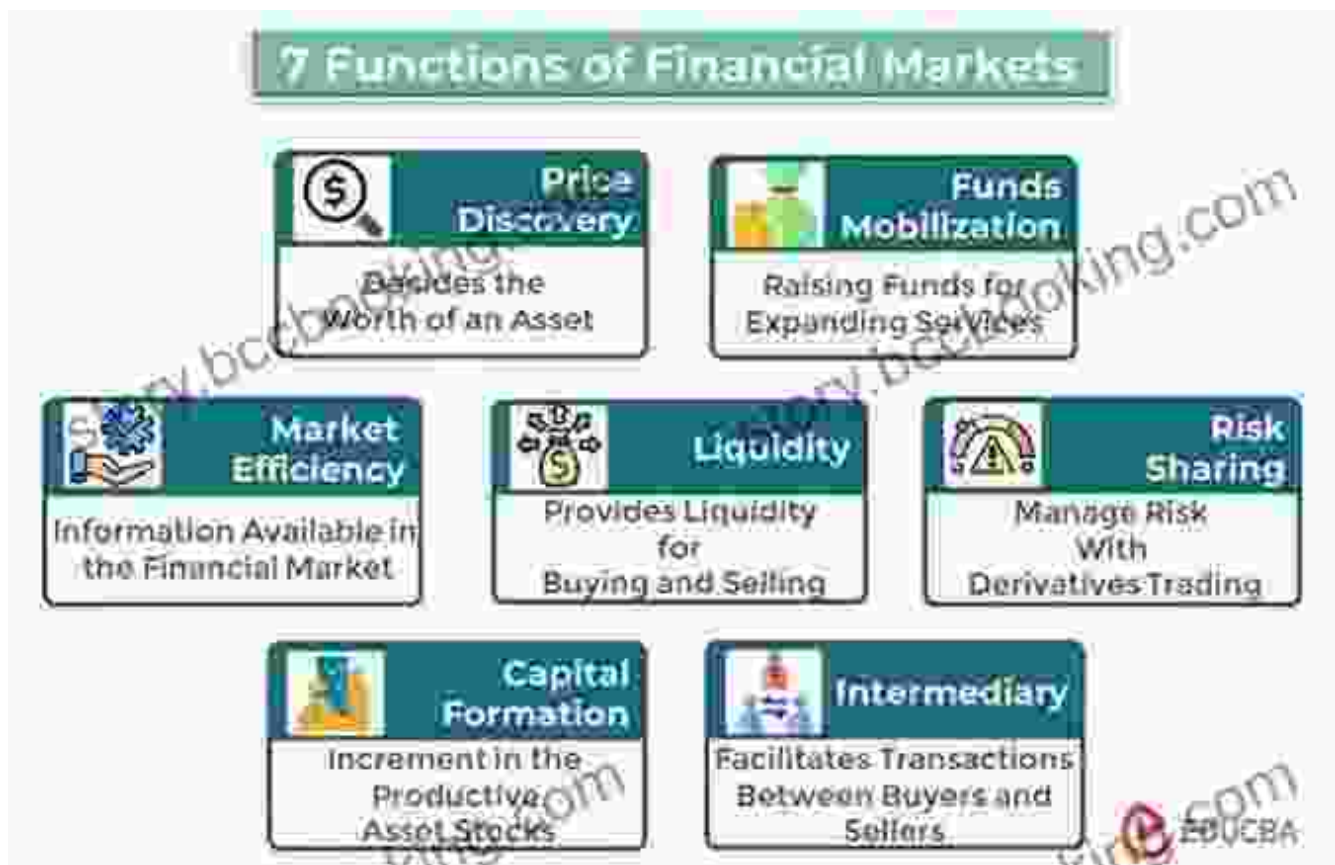 7 Functions of Financial Markets
Price
Discovery
Decides the
Worth of an Asset
Funds
Mobilization
Raising Funds for
Expanding Services
Market
Efficiency
Information Available in
the Financial Market
Liquidity
Provides Liquidity
for
Buying and Selling
Risk
Sharing
Manage Risk
With
Derivatives Trading
Capital
Formation
Increment in the
Productive
Asset Stocks
Intermediary
Facilitates Transactions
Between Buyers and
Sellers
EDUCBA
story.bccbooking.com